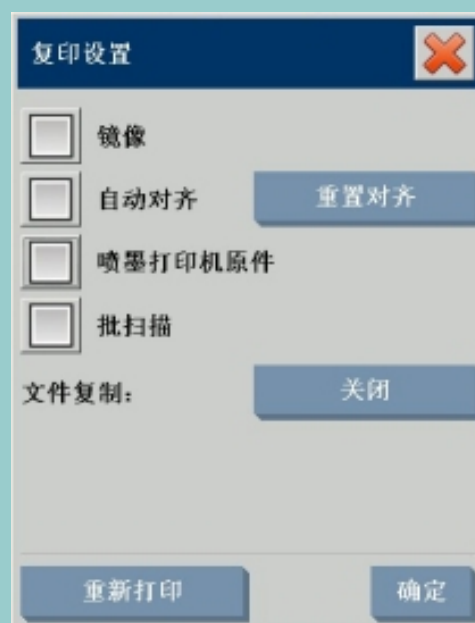 复印设置
镜像
自动对齐 重置对齐
喷墨打印机原件
批扫描
文件复制: 关闭
重新打印 确定